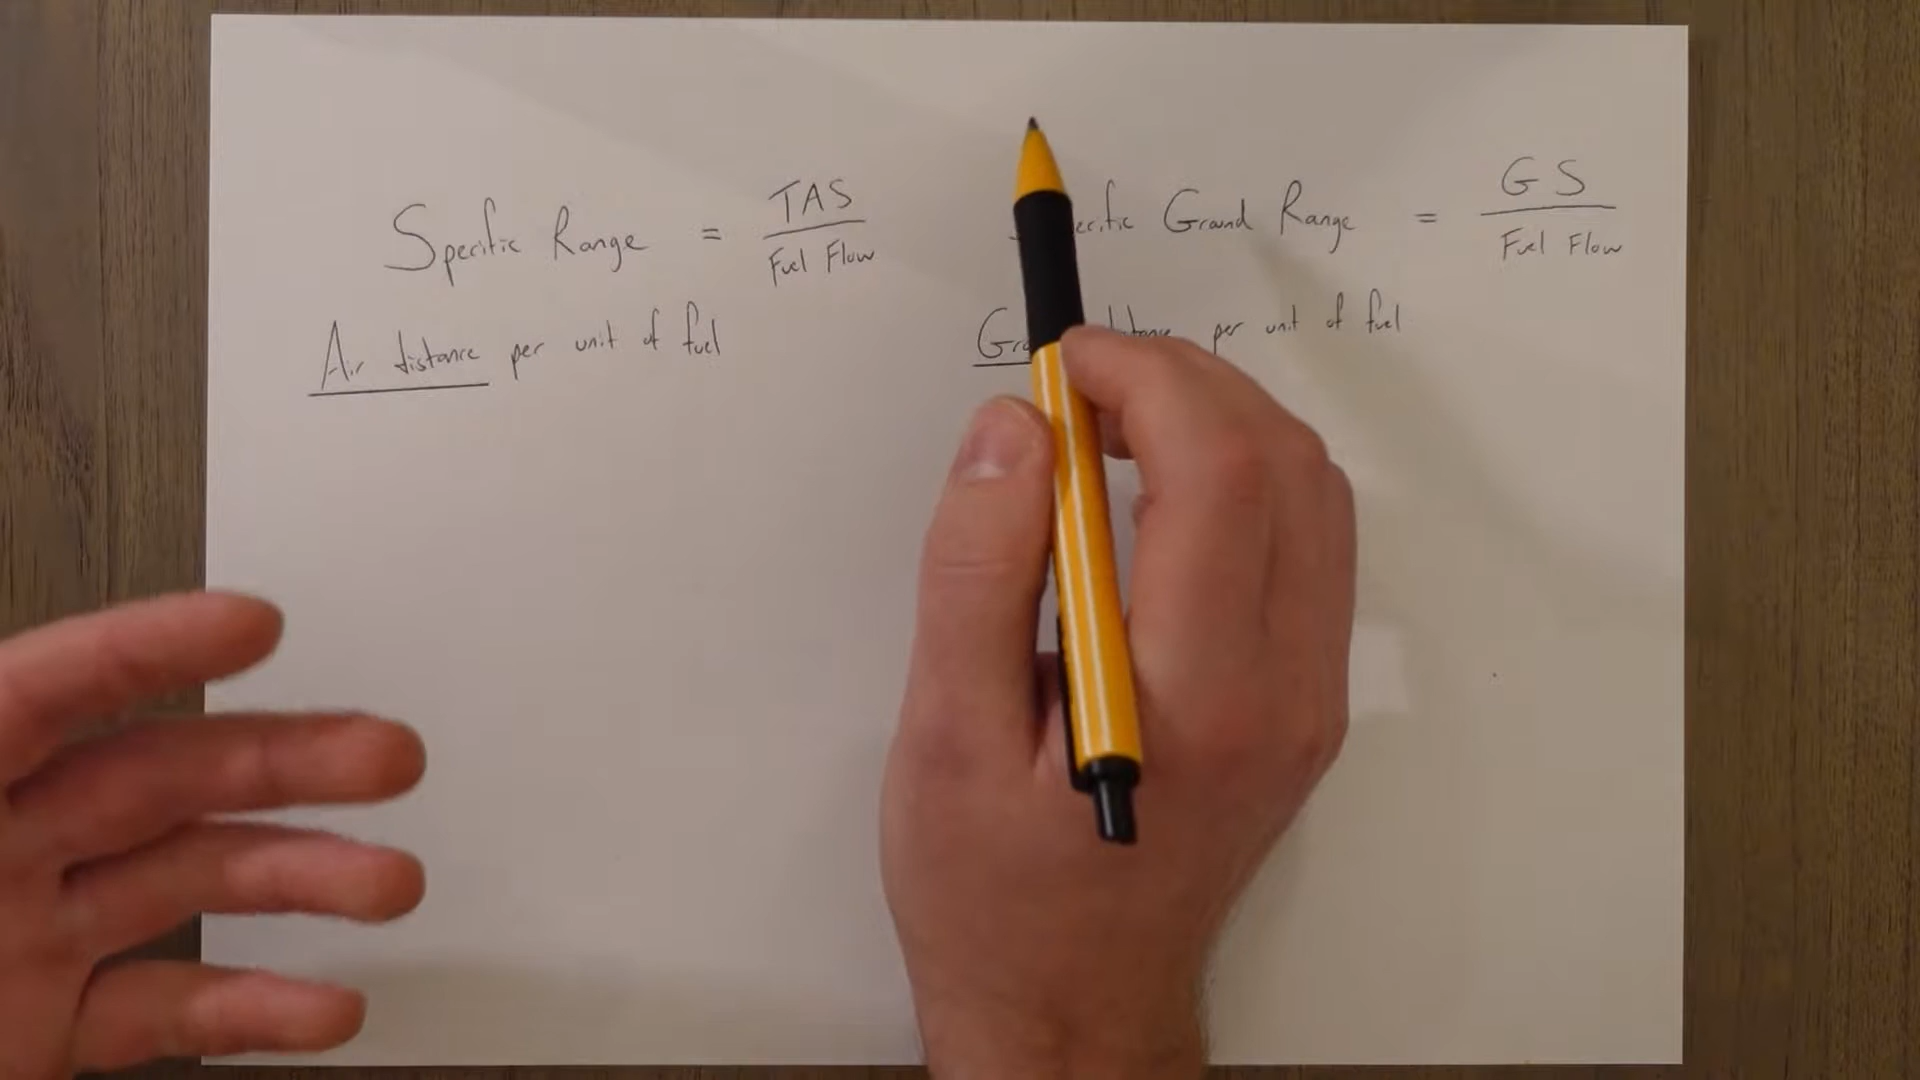 Specific Range = TAS / Fuel Flow
Air distance per unit of fuel
Ground Range = GS / Fuel Flow
per unit of fuel